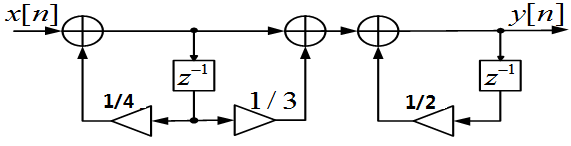 x[n] y[n]
z⁻¹ z⁻¹
1/4 1/3 1/2